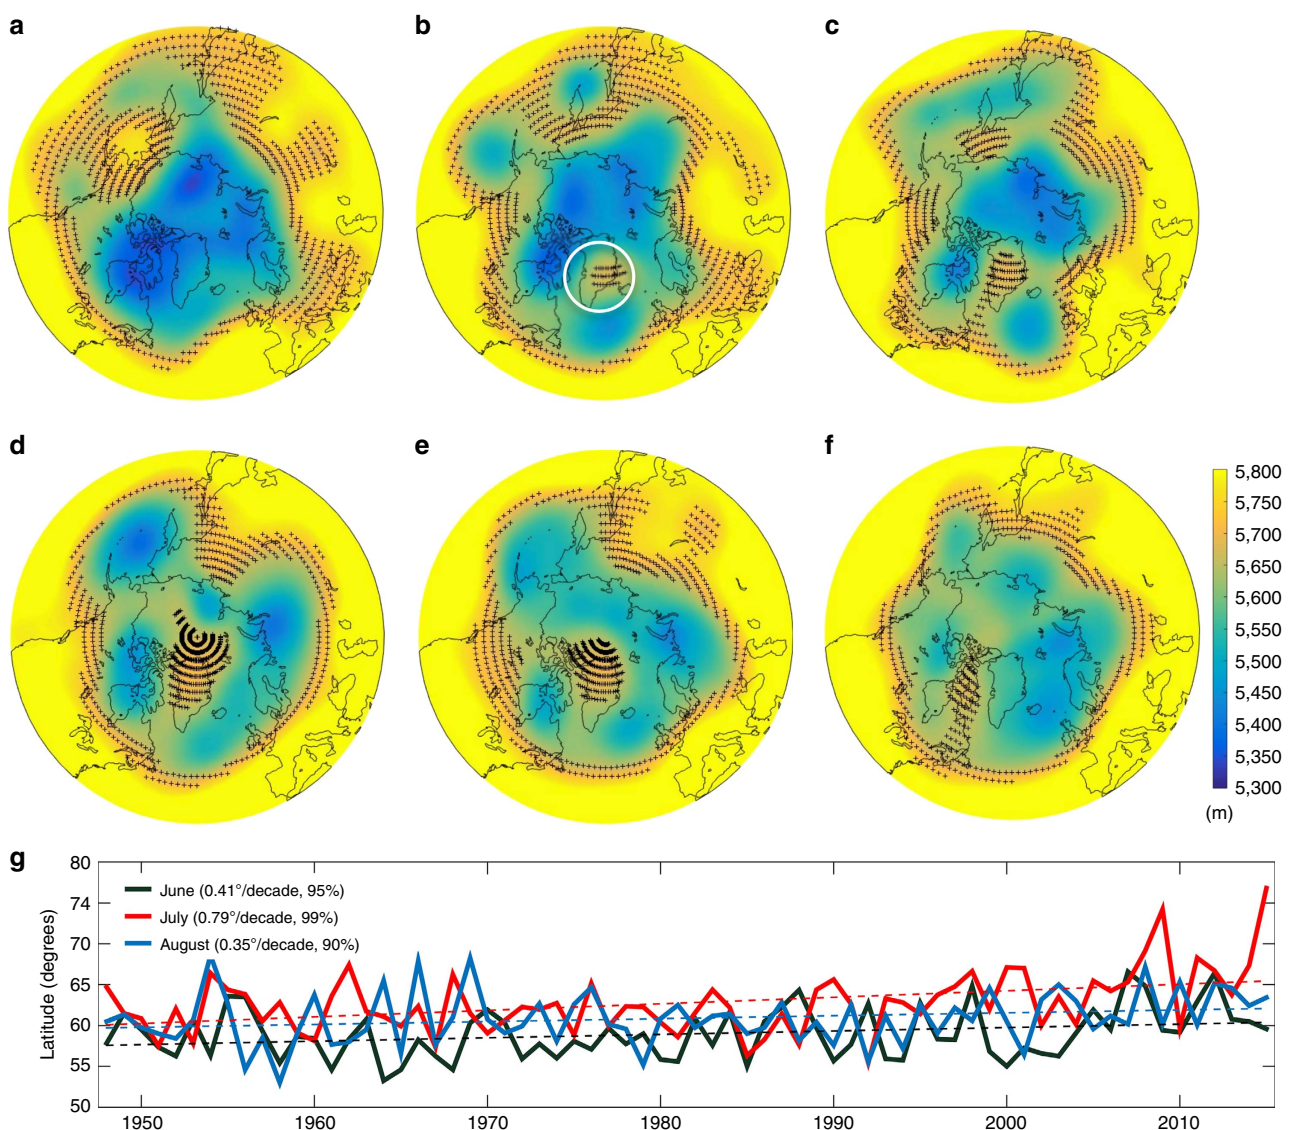 a
b
c
d
e
f
5,800
5,750
5,700
5,650
5,600
5,550
5,500
5,450
5,400
5,350
5,300
(m)
g
80
74
70
65
60
55
50
Latitude (degrees)
June (0.41°/decade, 95%)
July (0.79°/decade, 99%)
August (0.35°/decade, 90%)
1950
1960
1970
1980
1990
2000
2010